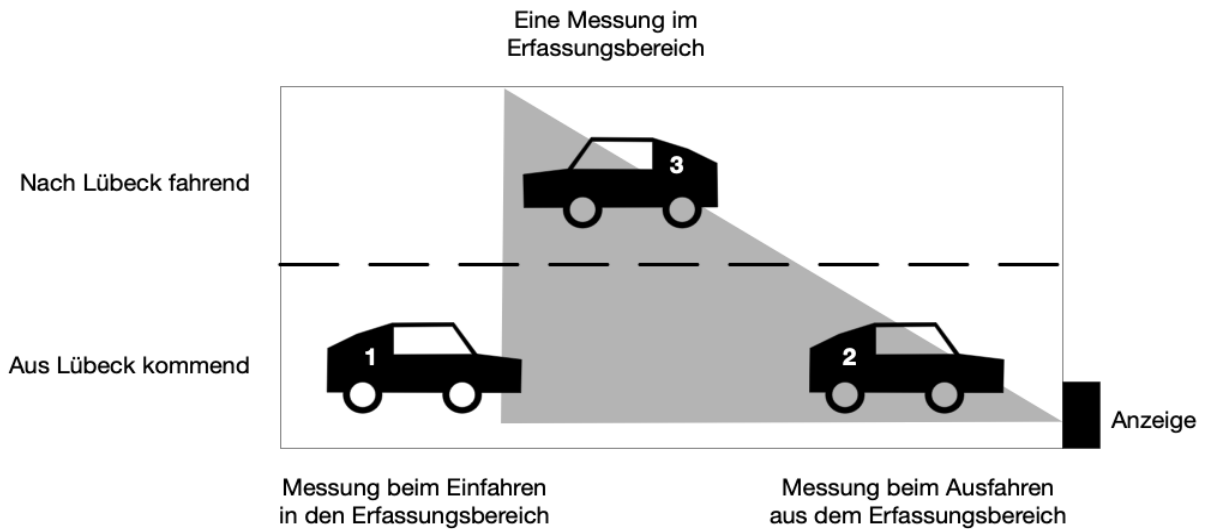 Eine Messung im
Erfassungsbereich
Nach Lübeck fahrend
3
Aus Lübeck kommend
1
2
Anzeige
Messung beim Einfahren
in den Erfassungsbereich
Messung beim Ausfahren
aus dem Erfassungsbereich